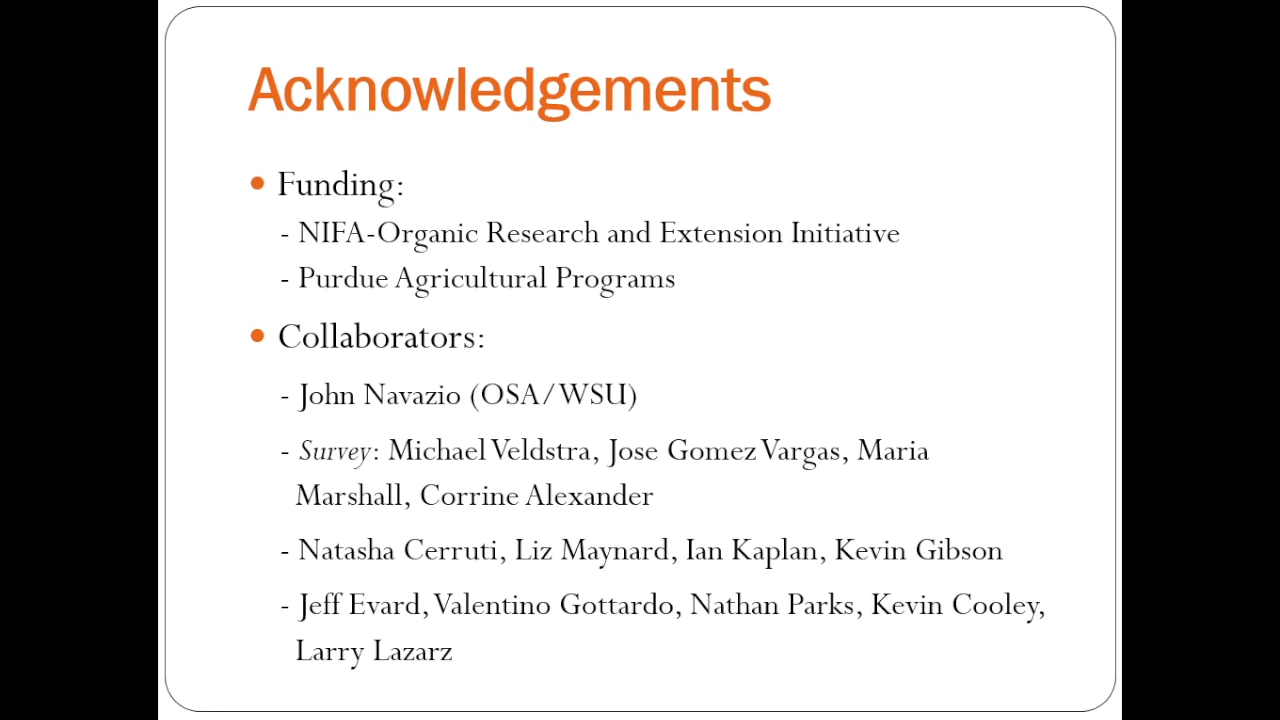 Acknowledgements
• Funding:
- NIFA-Organic Research and Extension Initiative
- Purdue Agricultural Programs
• Collaborators:
- John Navazio (OSA/WSU)
- Survey: Michael Veldstra, Jose Gomez Vargas, Maria
Marshall, Corrine Alexander
- Natasha Cerruti, Liz Maynard, Ian Kaplan, Kevin Gibson
- Jeff Evard, Valentino Gottardo, Nathan Parks, Kevin Cooley,
Larry Lazarz